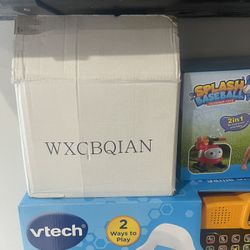 WXCBQIAN
SPLASH
BASEBALL
2in1
vtech
2
Ways to
Play